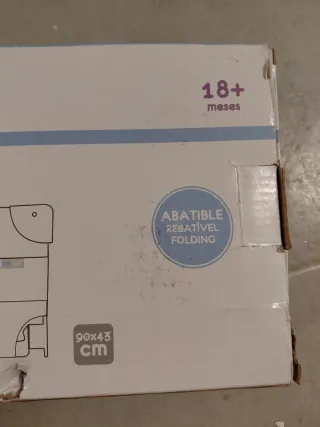 18+
meses
ABATIBLE
REBATÍVEL
FOLDING
90x43
cm